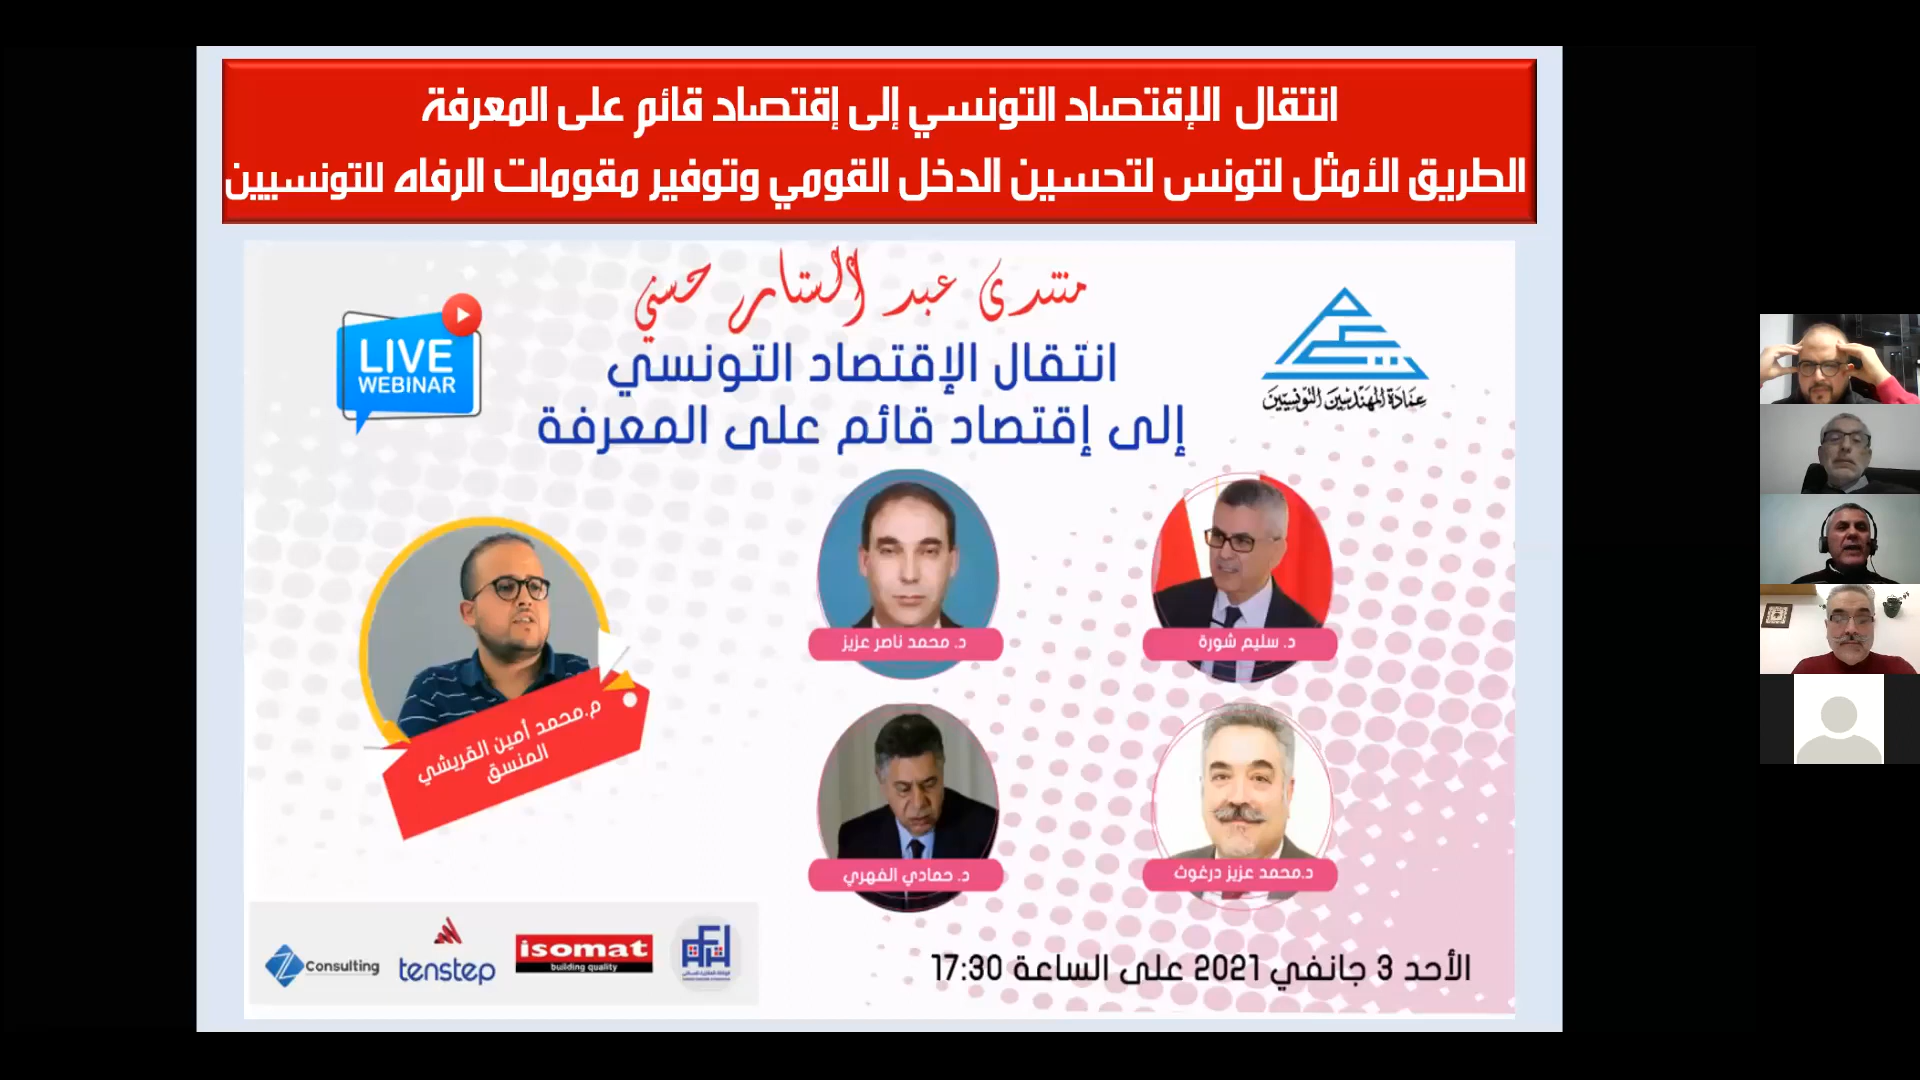 انتقال الإقتصاد التونسي إلى إقتصاد قائم على المعرفة
الطريق الأمثل لتونس لتحسين الدخل القومي وتوفير مقومات الرفاه للتونسيين
منتدى عبد الستار حسني
انتقال الإقتصاد التونسي
إلى إقتصاد قائم على المعرفة
LIVE
WEBINAR
عمادة المهندسين التونسيين
د. محمد ناصر عزيز
د. سليم شورة
م.محمد أمين القريشي
المنسق
د. حمادي الفهري
د.محمد عزيز درغوث
Consulting
tenstep
isomat
building quality
الأحد 3 جانفي 2021 على الساعة 17:30